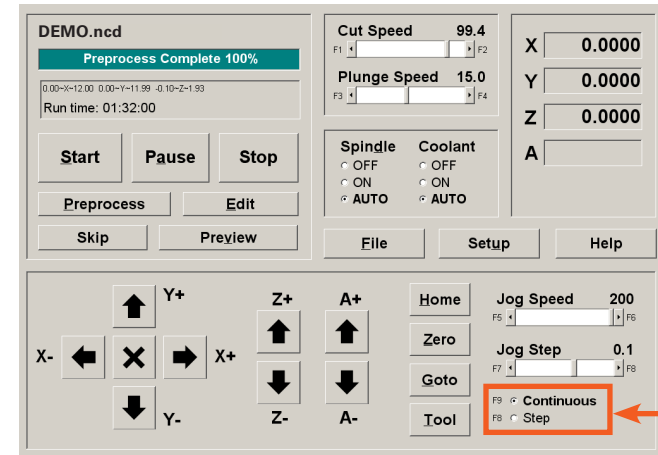 DEMO.ncd
Preprocess Complete 100%
0.00~X~12.00 0.00~Y~11.99 -0.10~Z~1.93
Run time: 01:32:00
Start Pause Stop
Preprocess Edit
Skip Preview
Cut Speed 99.4
F1 F2
Plunge Speed 15.0
F3 F4
Spindle Coolant
OFF OFF
ON ON
AUTO AUTO
X 0.0000
Y 0.0000
Z 0.0000
A
File Setup Help
Y+
X- X+
Y-
Z+ A+
Z- A-
Home
Zero
Goto
Tool
Jog Speed 200
F5 F6
Jog Step 0.1
F7 F8
F9 Continuous
F8 Step